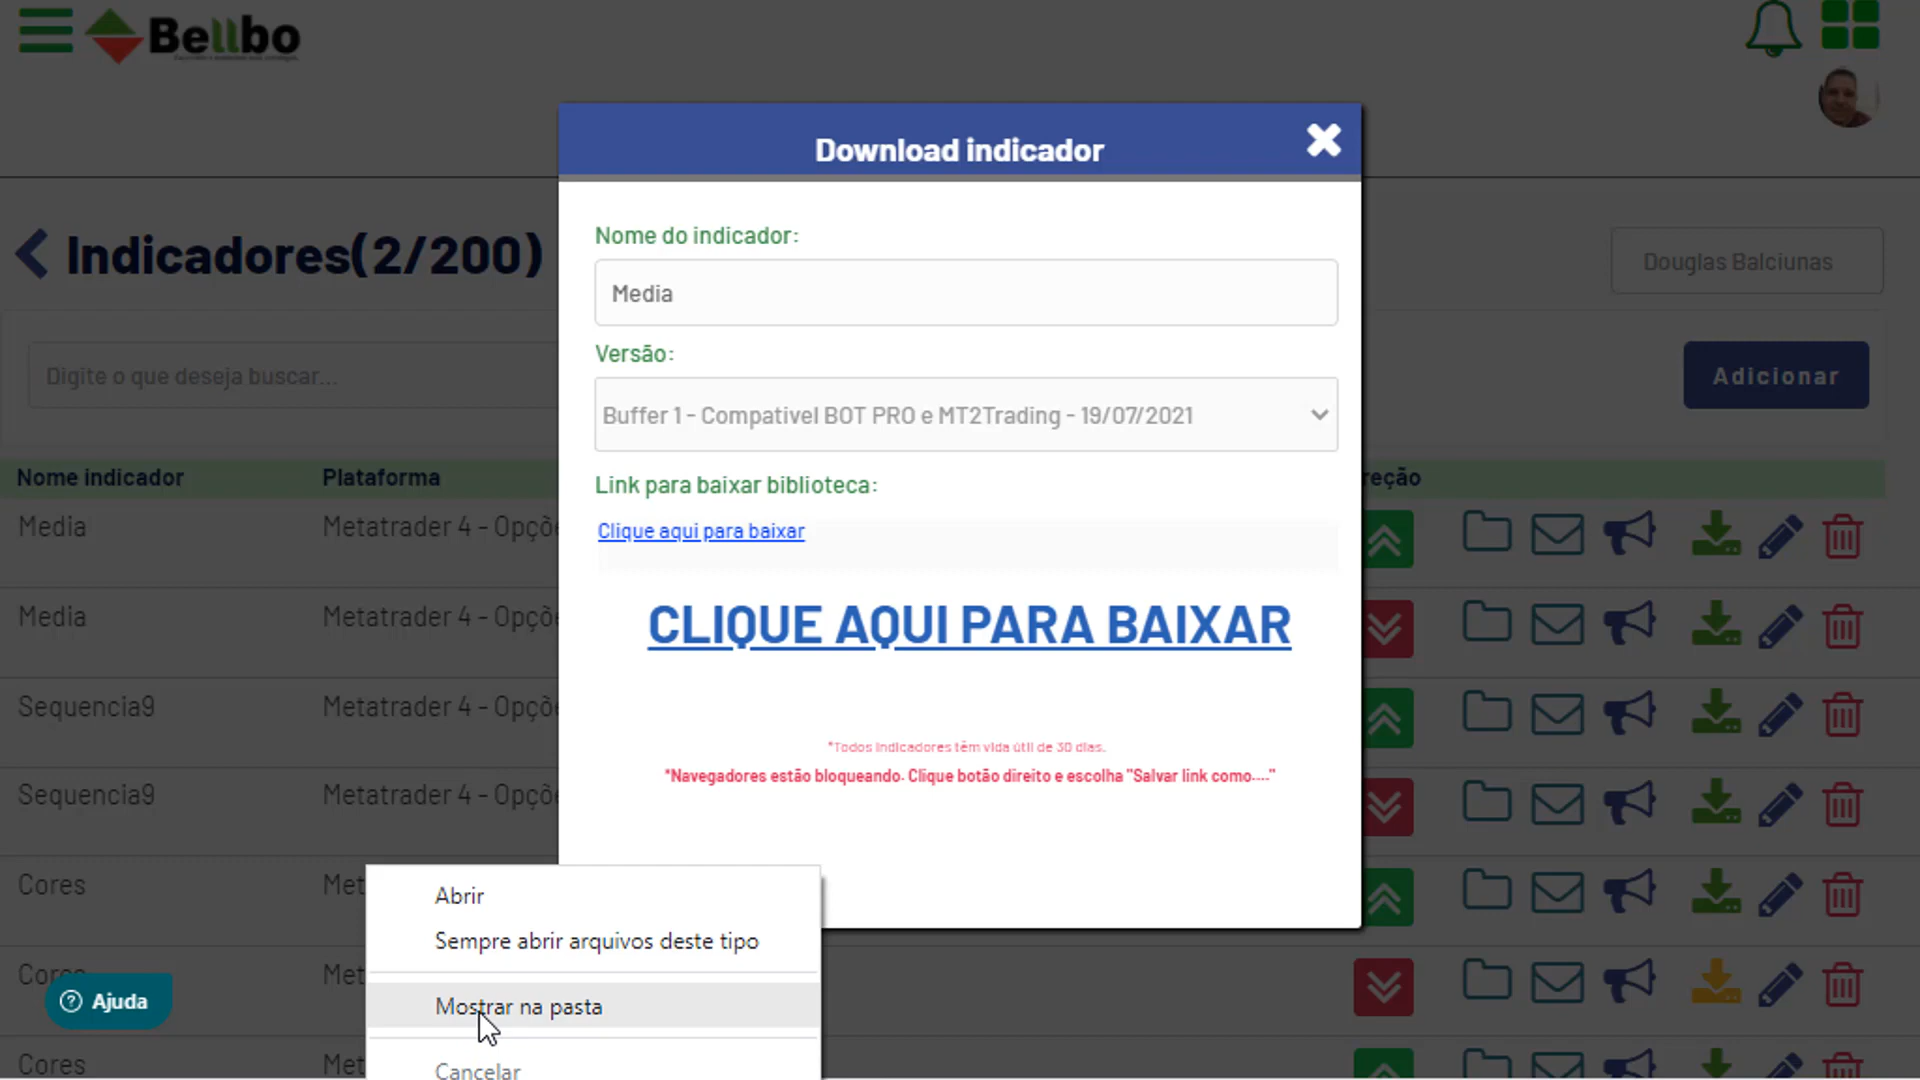 Bellbo
Download indicador
Indicadores(2/200)
Douglas Balciunas
Nome do indicador:
Media
Versão:
Digite o que deseja buscar...
Adicionar
Buffer 1 - Compativel BOT PRO e MT2Trading - 19/07/2021
Nome indicador
Plataforma
Link para baixar biblioteca:
reção
Clique aqui para baixar
Media
Metatrader 4 - Opçõ
CLIQUE AQUI PARA BAIXAR
Media
Metatrader 4 - Opçõ
Sequencia9
Metatrader 4 - Opçõ
*Todos indicadores têm vida útil de 30 dias.
*Navegadores estão bloqueando. Clique botão direito e escolha "Salvar link como...."
Sequencia9
Metatrader 4 - Opçõ
Cores
Met
Abrir
Sempre abrir arquivos deste tipo
Cores
Met
Ajuda
Mostrar na pasta
Cores
Met
Cancelar